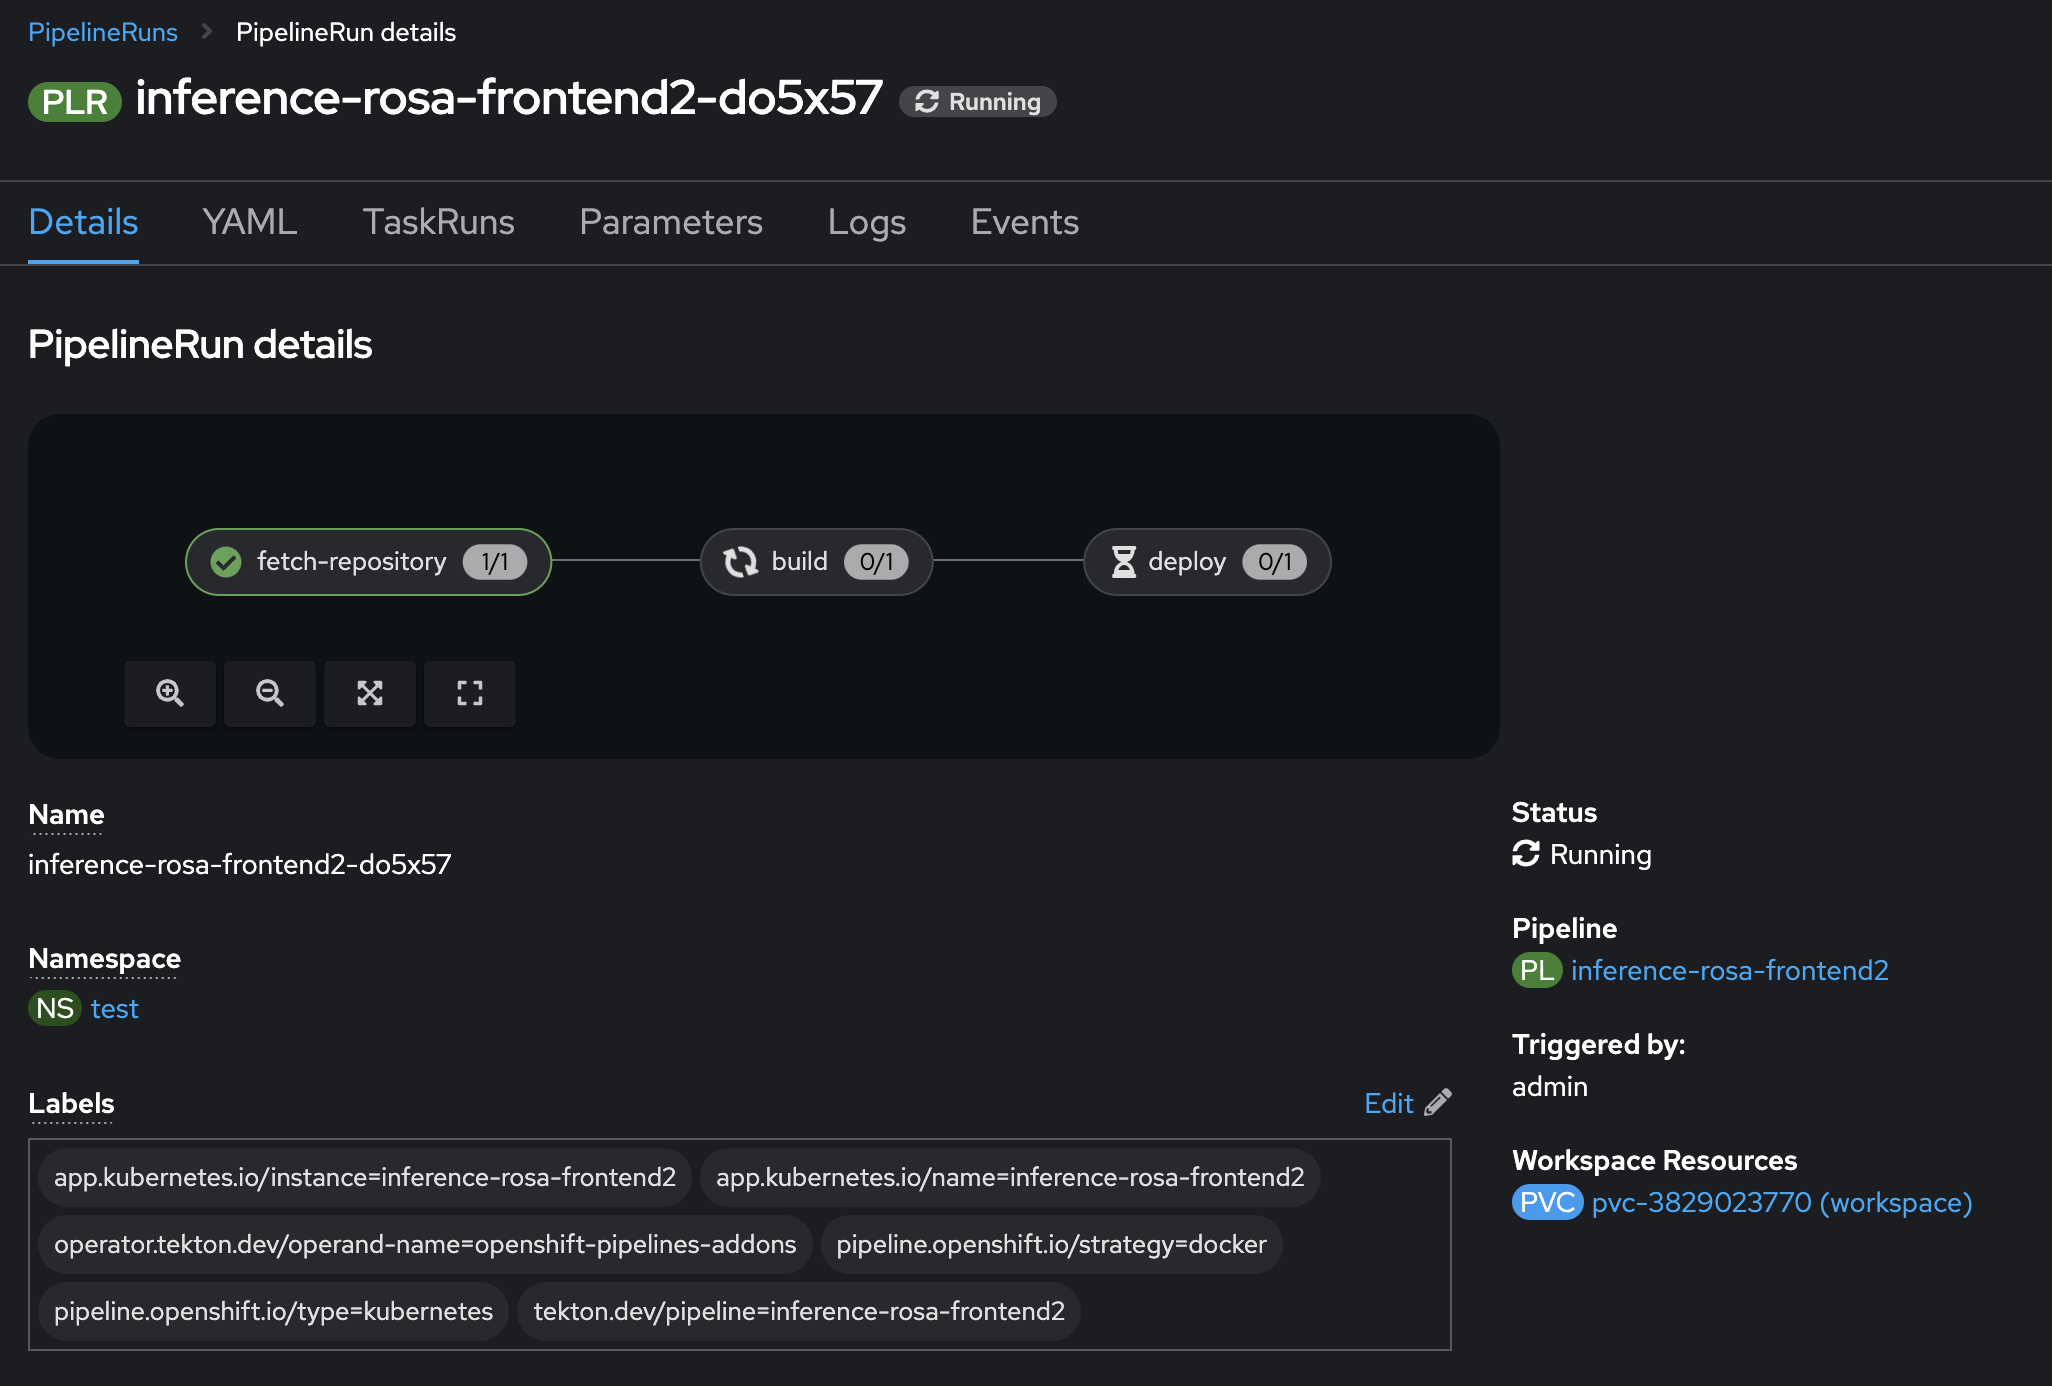 PipelineRuns > PipelineRun details
PLR inference-rosa-frontend2-do5x57 Running
Details YAML TaskRuns Parameters Logs Events
PipelineRun details
fetch-repository 1/1 build 0/1 deploy 0/1
Name
inference-rosa-frontend2-do5x57
Namespace
NS test
Labels Edit
app.kubernetes.io/instance=inference-rosa-frontend2 app.kubernetes.io/name=inference-rosa-frontend2
operator.tekton.dev/operand-name=openshift-pipelines-addons pipeline.openshift.io/strategy=docker
pipeline.openshift.io/type=kubernetes tekton.dev/pipeline=inference-rosa-frontend2
Status
Running
Pipeline
PL inference-rosa-frontend2
Triggered by:
admin
Workspace Resources
PVC pvc-3829023770 (workspace)